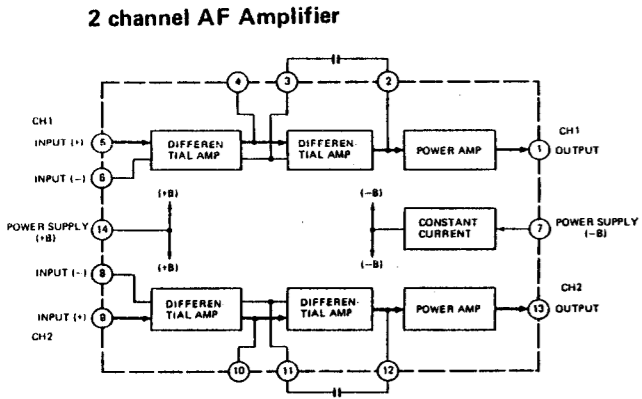 2 channel AF Amplifier
4
3
2
CH1
INPUT (+)
5
DIFFEREN
TIAL AMP
DIFFEREN-
TIAL AMP
POWER AMP
1
CH1
OUTPUT
INPUT (−)
6
(+B)
(−B)
POWER SUPPLY
(+B)
14
CONSTANT
CURRENT
7
POWER SUPPLY
(−B)
(+B)
(−B)
INPUT (−)
8
INPUT (+)
9
CH2
DIFFEREN
TIAL AMP
DIFFEREN-
TIAL AMP
POWER AMP
13
CH2
OUTPUT
10
11
12